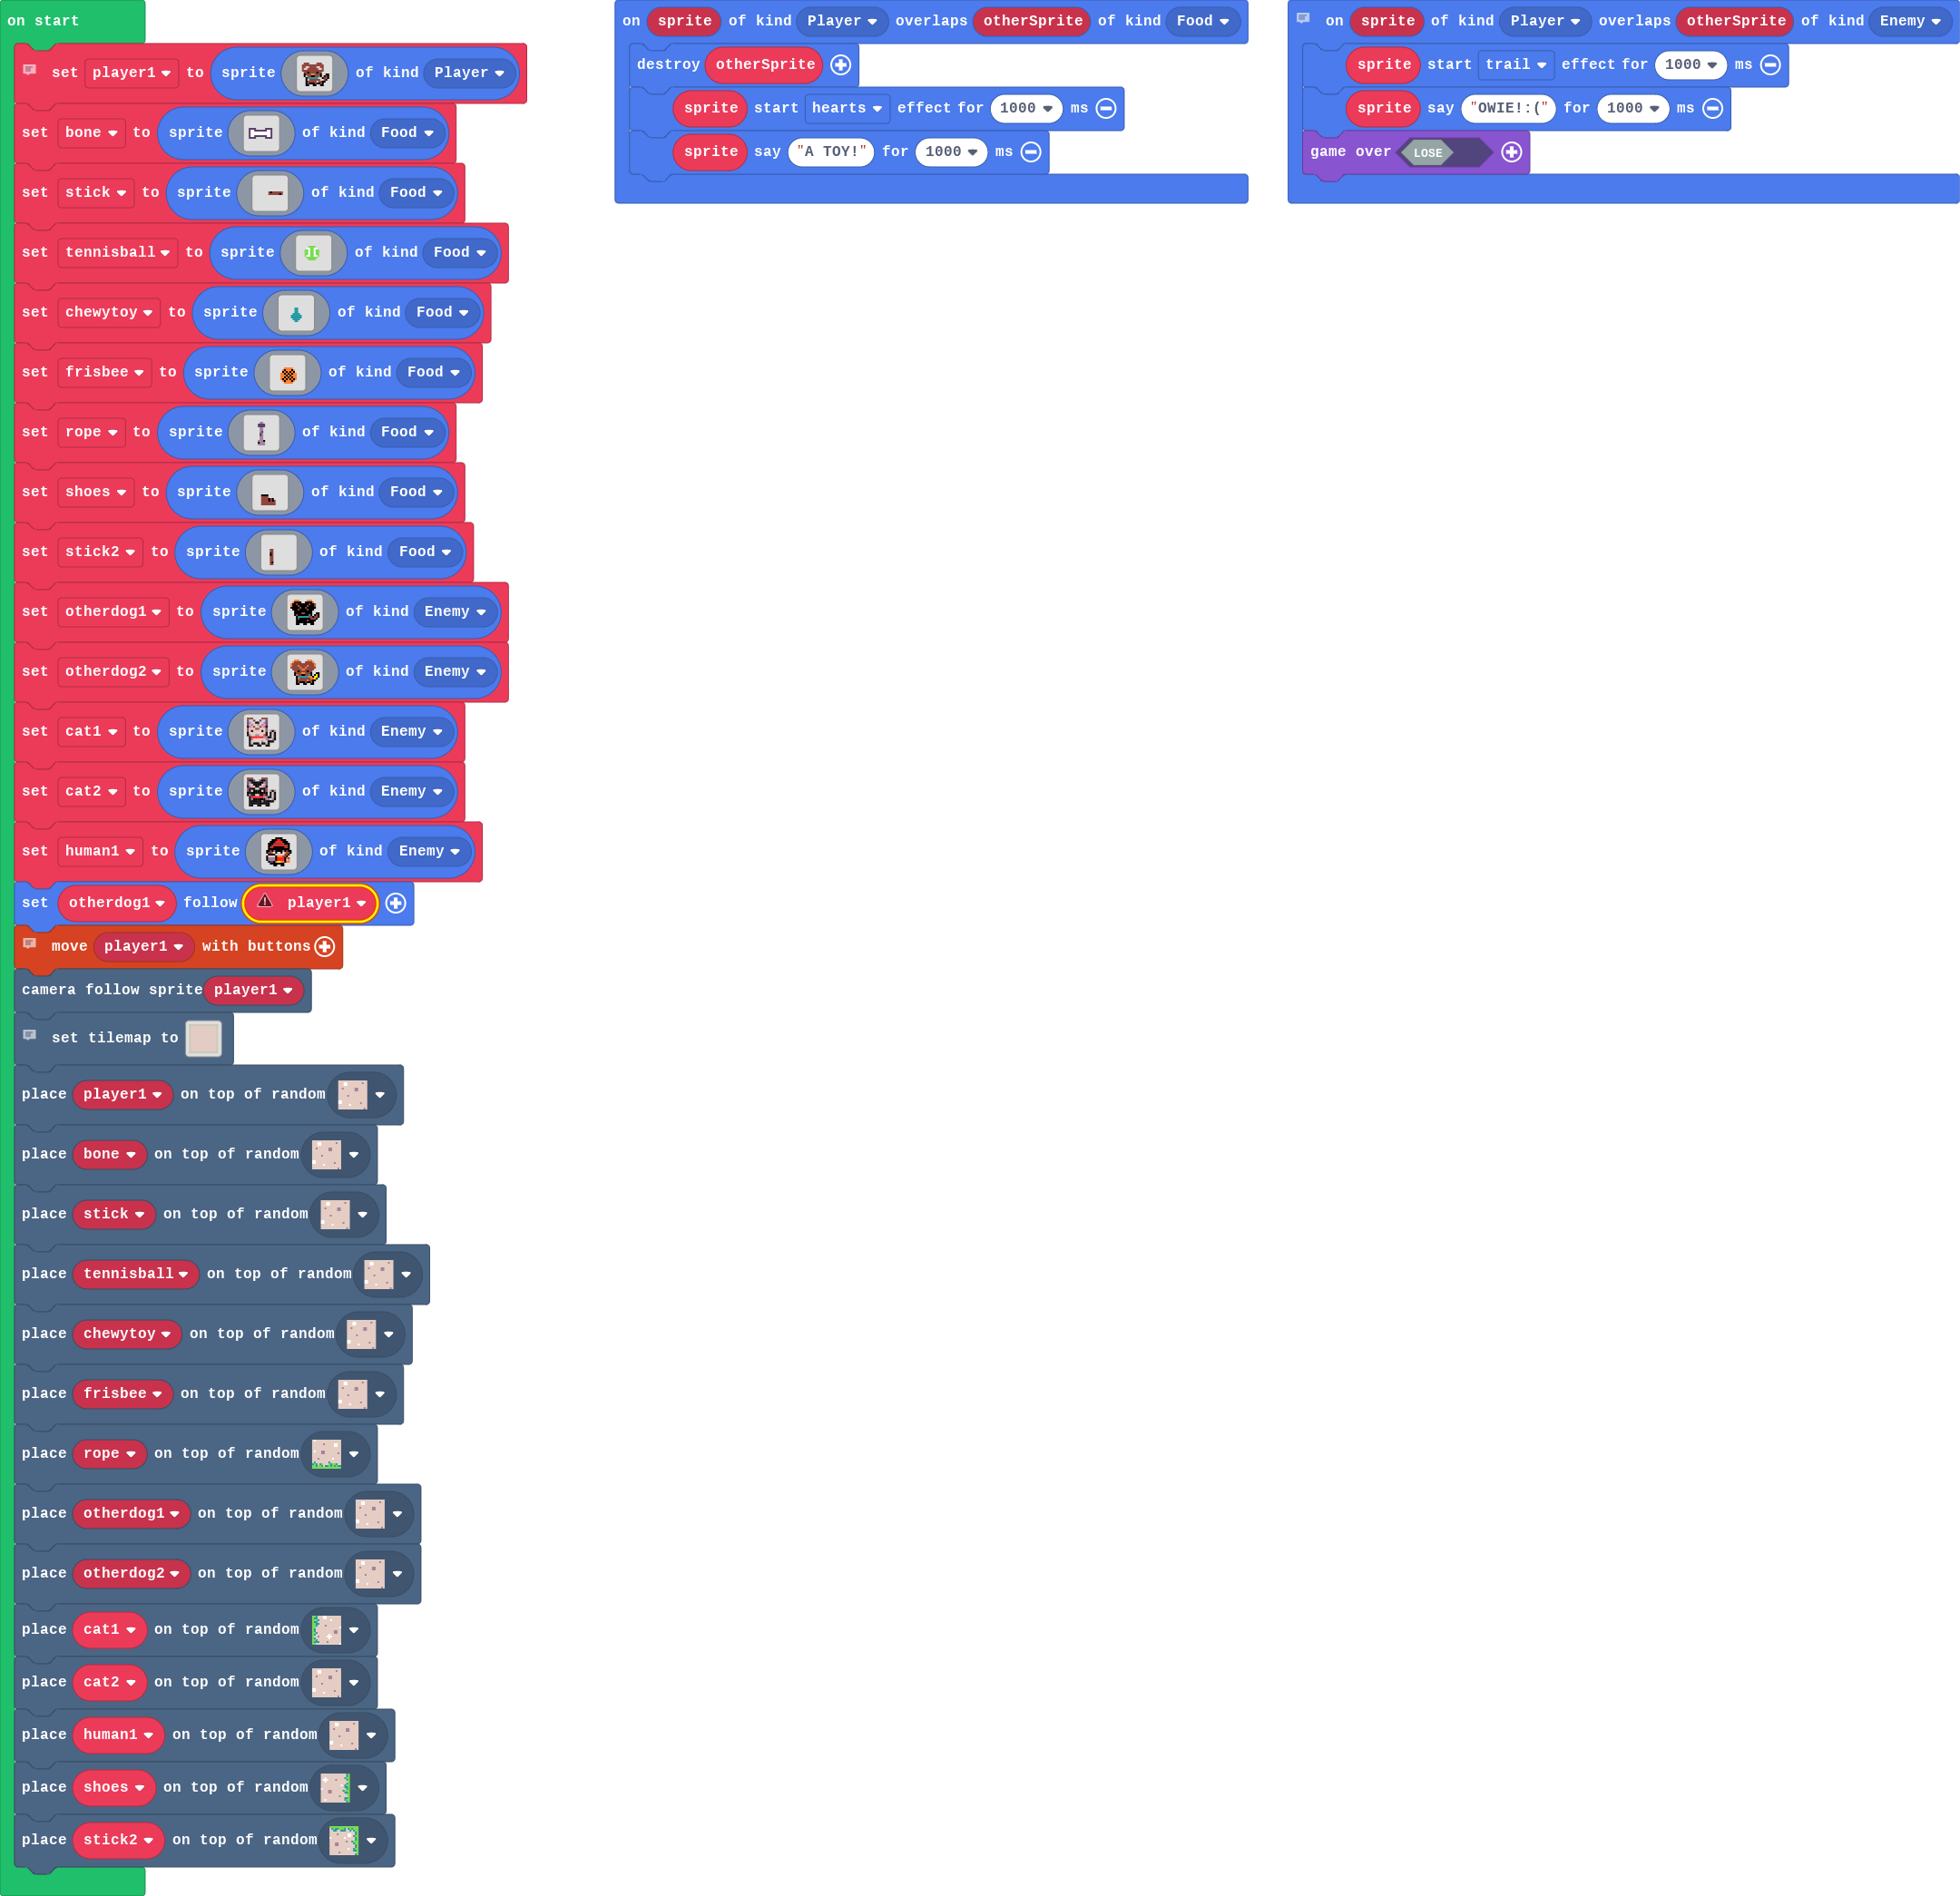 on start
set player1 to sprite of kind Player
set bone to sprite of kind Food
set stick to sprite of kind Food
set tennisball to sprite of kind Food
set chewytoy to sprite of kind Food
set frisbee to sprite of kind Food
set rope to sprite of kind Food
set shoes to sprite of kind Food
set stick2 to sprite of kind Food
set otherdog1 to sprite of kind Enemy
set otherdog2 to sprite of kind Enemy
set cat1 to sprite of kind Enemy
set cat2 to sprite of kind Enemy
set human1 to sprite of kind Enemy
set otherdog1 follow player1
move player1 with buttons
camera follow sprite player1
set tilemap to
place player1 on top of random
place bone on top of random
place stick on top of random
place tennisball on top of random
place chewytoy on top of random
place frisbee on top of random
place rope on top of random
place otherdog1 on top of random
place otherdog2 on top of random
place cat1 on top of random
place cat2 on top of random
place human1 on top of random
place shoes on top of random
place stick2 on top of random
on sprite of kind Player overlaps otherSprite of kind Food
destroy otherSprite
sprite start hearts effect for 1000 ms
sprite say "A TOY!" for 1000 ms
on sprite of kind Player overlaps otherSprite of kind Enemy
sprite start trail effect for 1000 ms
sprite say "OWIE!:(" for 1000 ms
game over LOSE